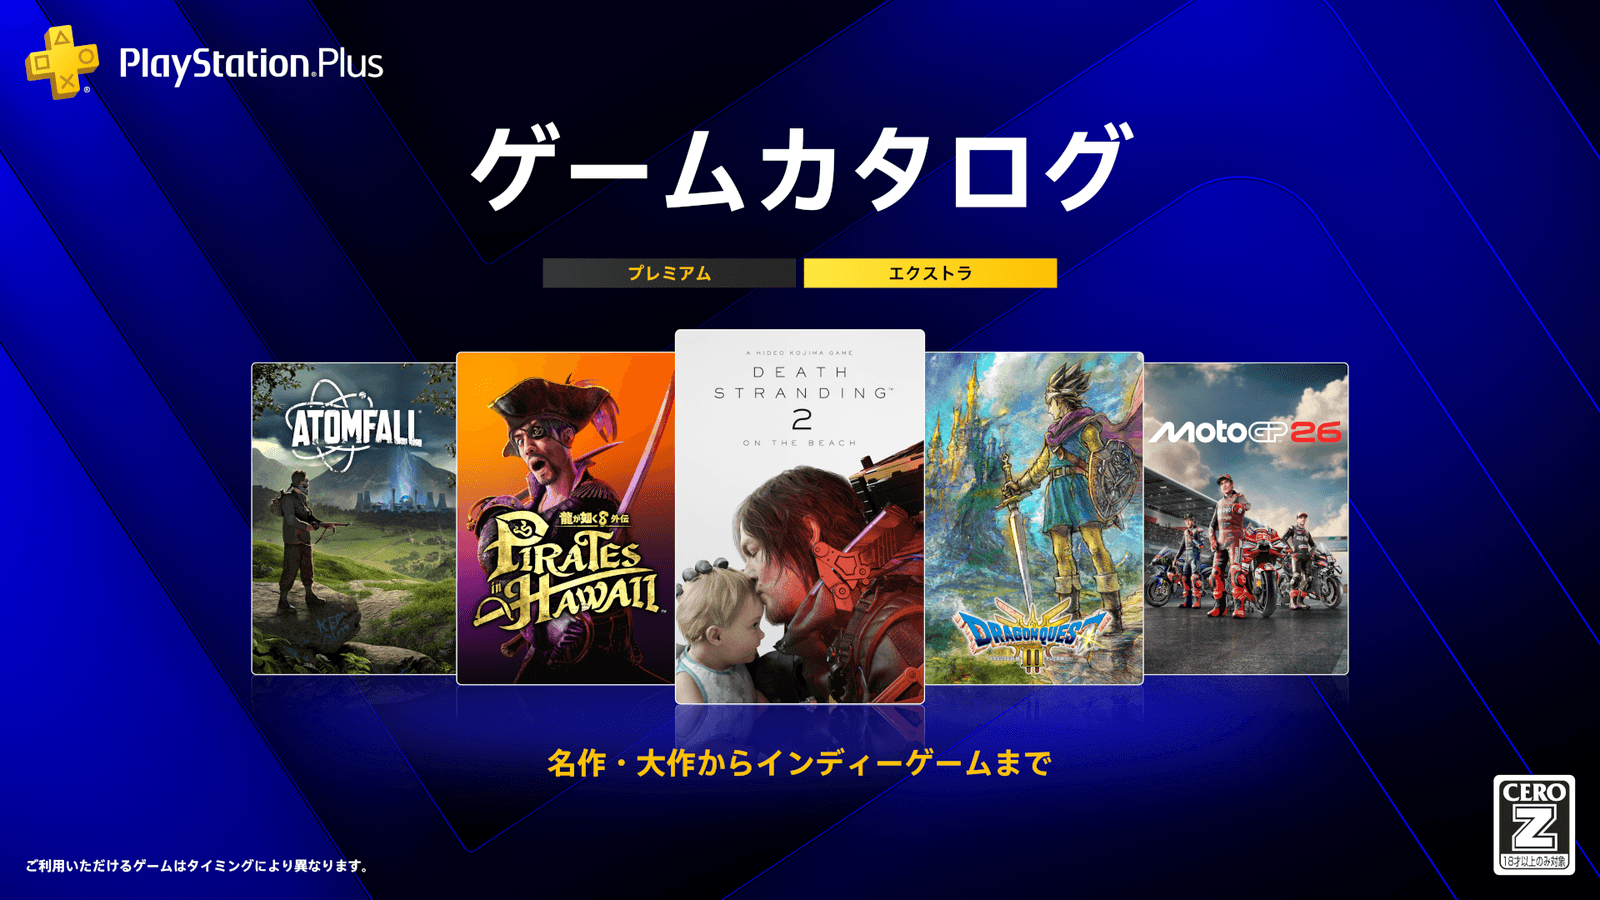 PlayStation®Plus
ゲームカタログ
プレミアム
エクストラ
ATOMFALL
龍が如く8外伝
PIRATES
in HAWAII
A HIDEO KOJIMA GAME
DEATH
STRANDING™
2
ON THE BEACH
DRAGON QUEST
III
MotoGP 26
名作・大作からインディーゲームまで
ご利用いただけるゲームはタイミングにより異なります。
CERO
Z
18才以上のみ対象